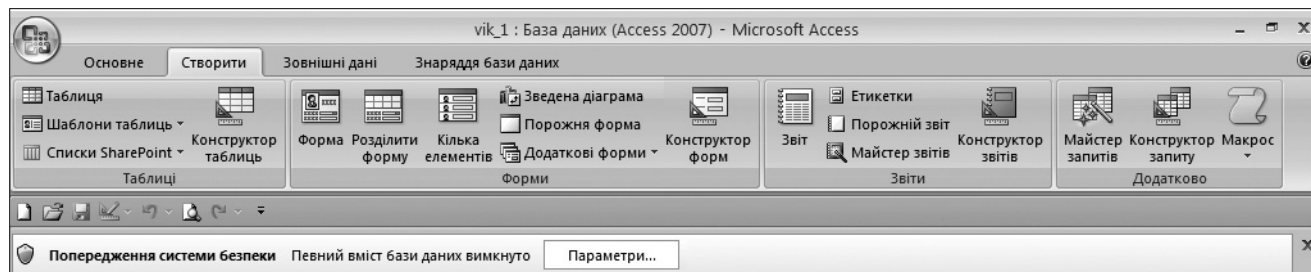 vik_1 : База даних (Access 2007) - Microsoft Access
Основне Створити Зовнішні дані Знаряддя бази даних
Таблиця
Шаблони таблиць
Списки SharePoint
Конструктор
таблиць
Таблиці
Форма
Розділити
форму
Кілька
елементів
Зведена діаграма
Порожня форма
Додаткові форми
Конструктор
форм
Форми
Звіт
Етикетки
Порожній звіт
Майстер звітів
Конструктор
звітів
Звіти
Майстер
запитів
Конструктор
запиту
Макрос
Додатково
Попередження системи безпеки Певний вміст бази даних вимкнуто Параметри...